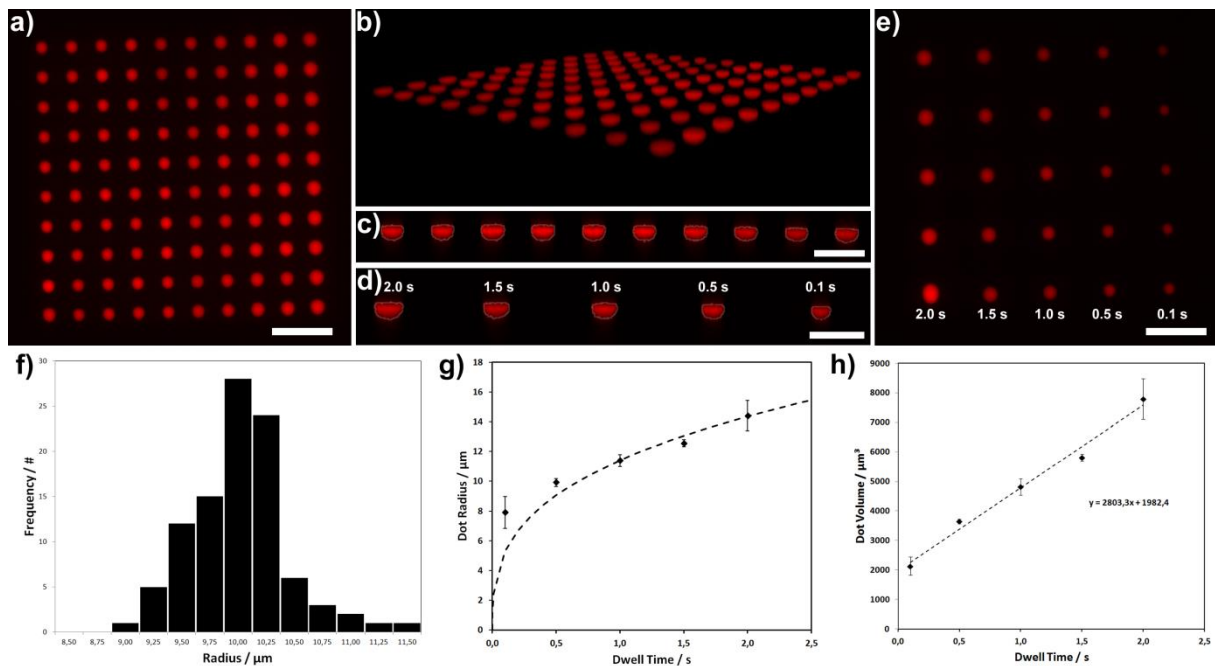 a)
b)
c)
d)
2.0 s 1.5 s 1.0 s 0.5 s 0.1 s
e)
2.0 s 1.5 s 1.0 s 0.5 s 0.1 s
f)
30
25
20
15
10
5
0
Frequency / #
8,50 8,75 9,00 9,25 9,50 9,75 10,00 10,25 10,50 10,75 11,00 11,25 11,50
Radius / µm
g)
18
16
14
12
10
8
6
4
2
0
Dot Radius / µm
0,0 0,5 1,0 1,5 2,0 2,5
Dwell Time / s
h)
9000
8000
7000
6000
5000
4000
3000
2000
1000
0
Dot Volume / µm³
y = 2803,3x + 1982,4
0,0 0,5 1,0 1,5 2,0 2,5
Dwell Time / s